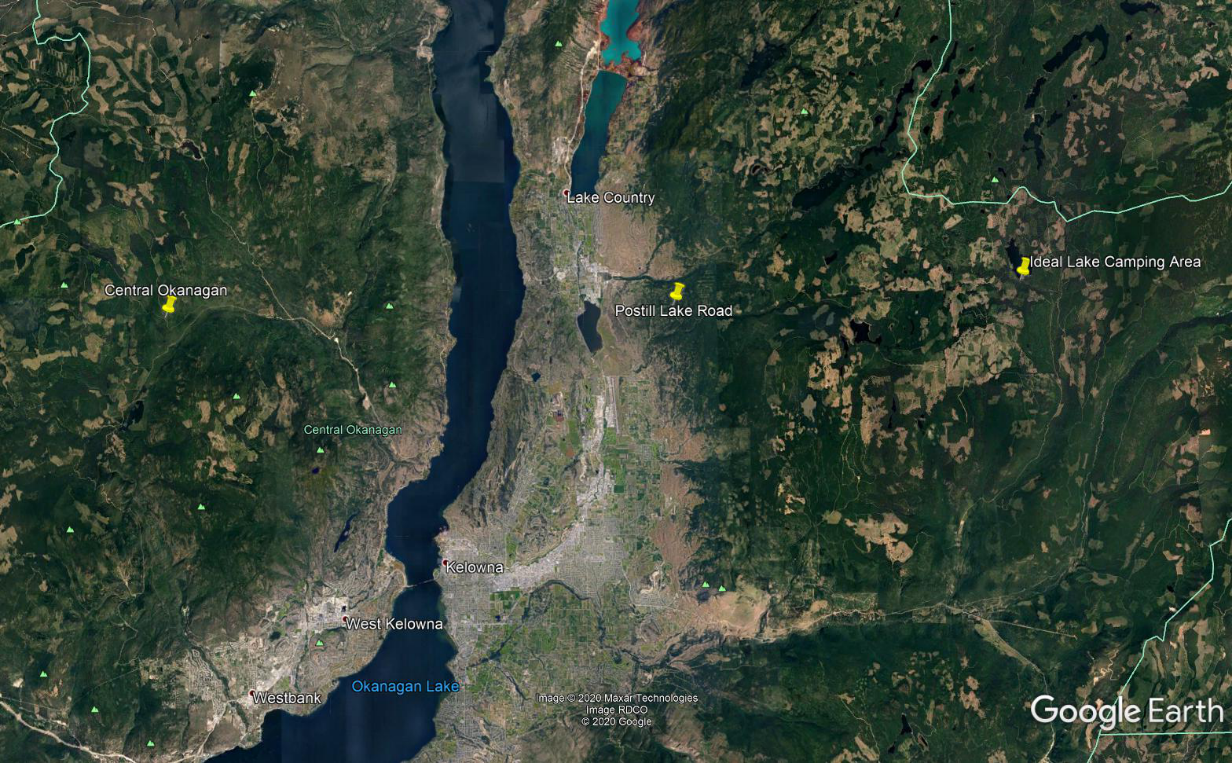 Lake Country
Ideal Lake Camping Area
Central Okanagan
Postill Lake Road
Central Okanagan
Kelowna
West Kelowna
Okanagan Lake
Westbank
Image © 2020 Maxar Technologies
Image RDCO
© 2020 Google
Google Earth